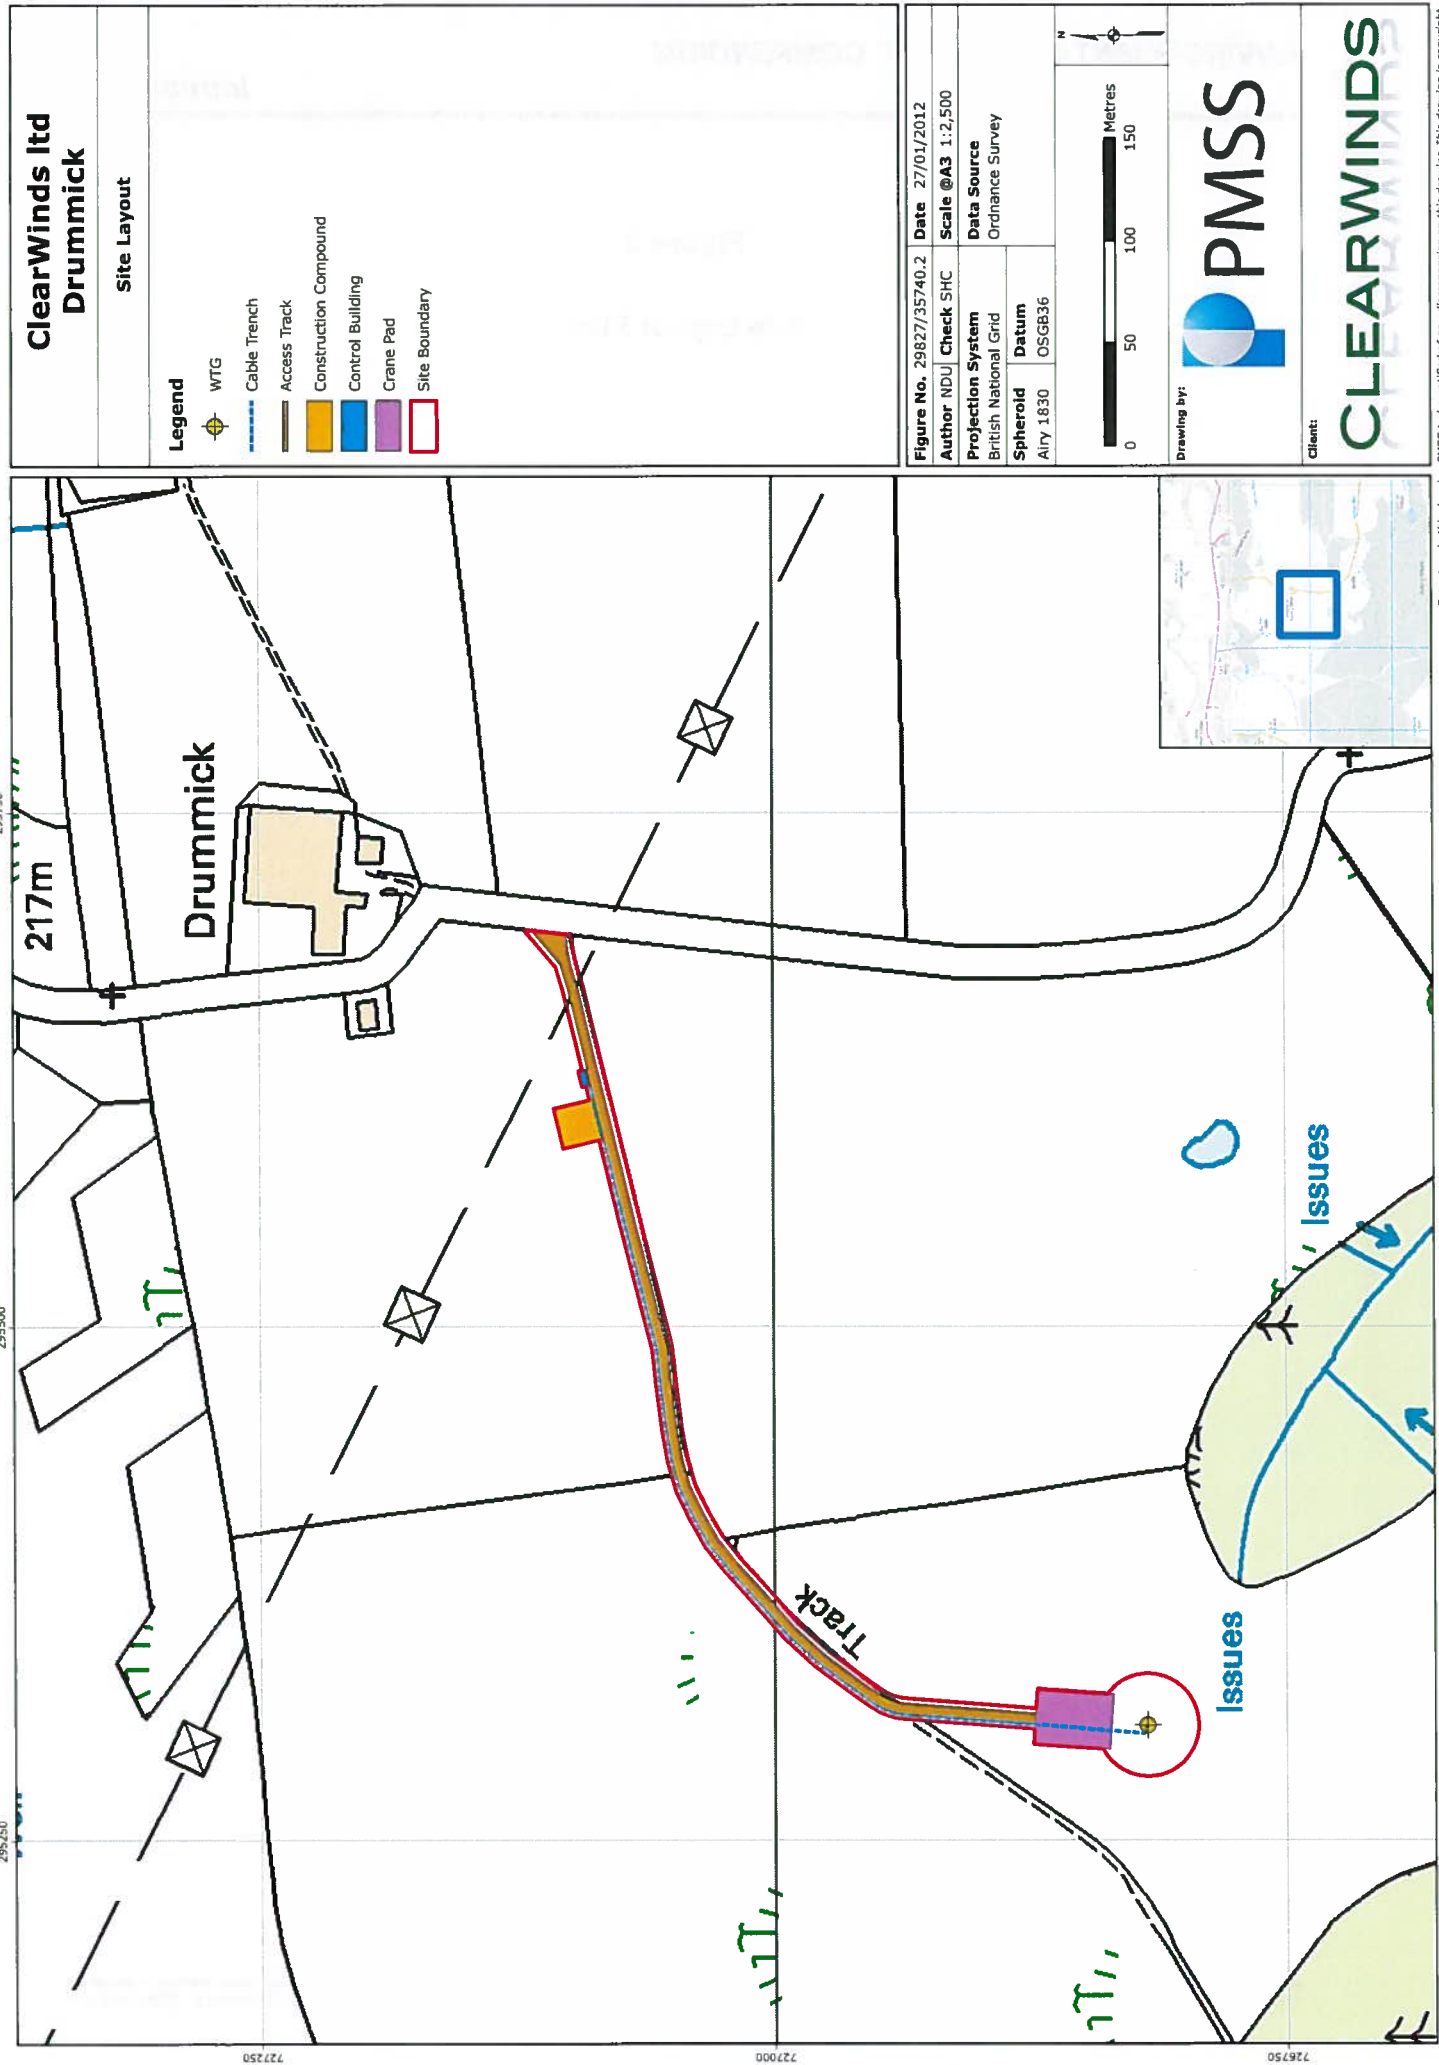 ClearWinds ltd
Drummick
Site Layout
Legend
WTG
Cable Trench
Access Track
Construction Compound
Control Building
Crane Pad
Site Boundary
Figure No. 29827/35740.2 Date 27/01/2012
Author NDU Check SHC Scale @A3 1:2,500
Projection System Data Source
British National Grid Ordnance Survey
Spheroid Datum
Airy 1830 OSGB36
N
0 50 100 150 Metres
Drawing by:
PMSS
Client:
CLEARWINDS
217m
Drummick
Track
Issues
Issues
295250
295500
727250
727000
726750